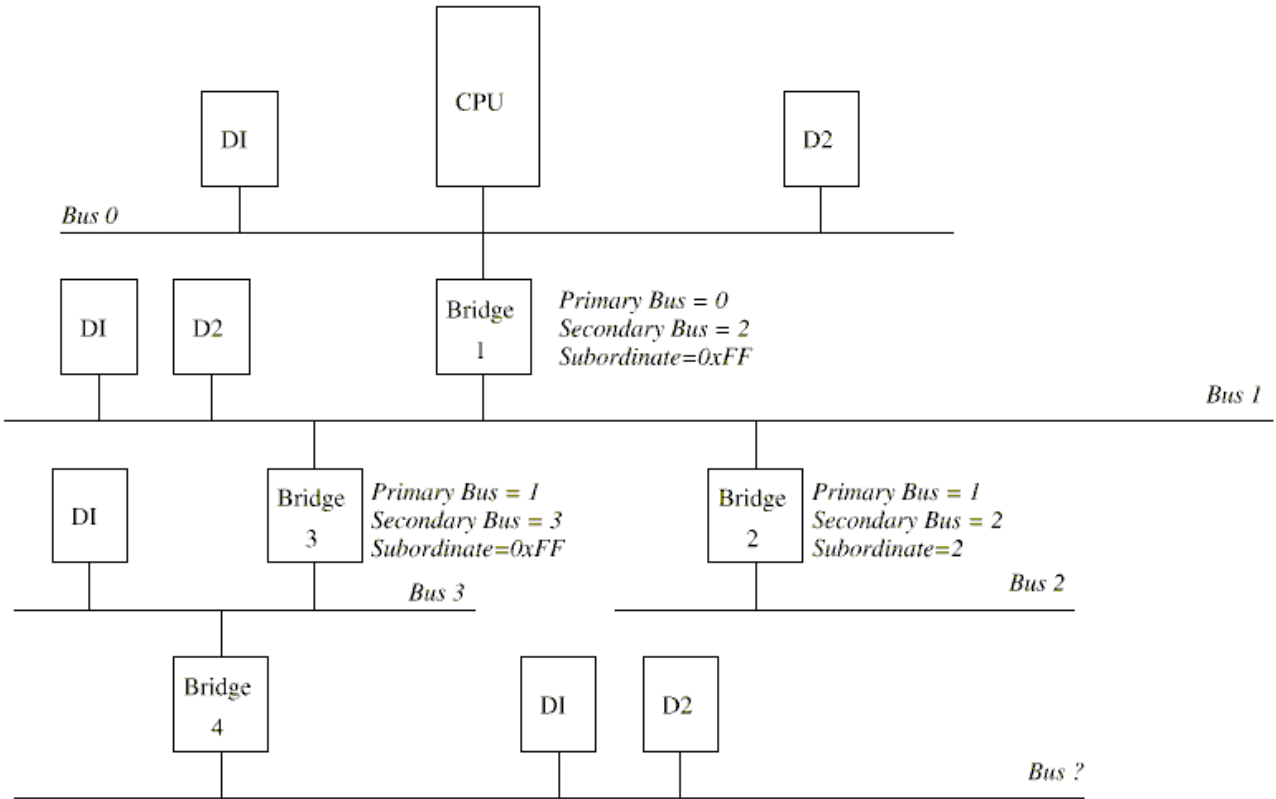 CPU
DI
D2
Bus 0
DI
D2
Bridge
1
Primary Bus = 0
Secondary Bus = 2
Subordinate=0xFF
Bus 1
DI
Bridge
3
Primary Bus = 1
Secondary Bus = 3
Subordinate=0xFF
Bridge
2
Primary Bus = 1
Secondary Bus = 2
Subordinate=2
Bus 3
Bus 2
Bridge
4
DI
D2
Bus ?